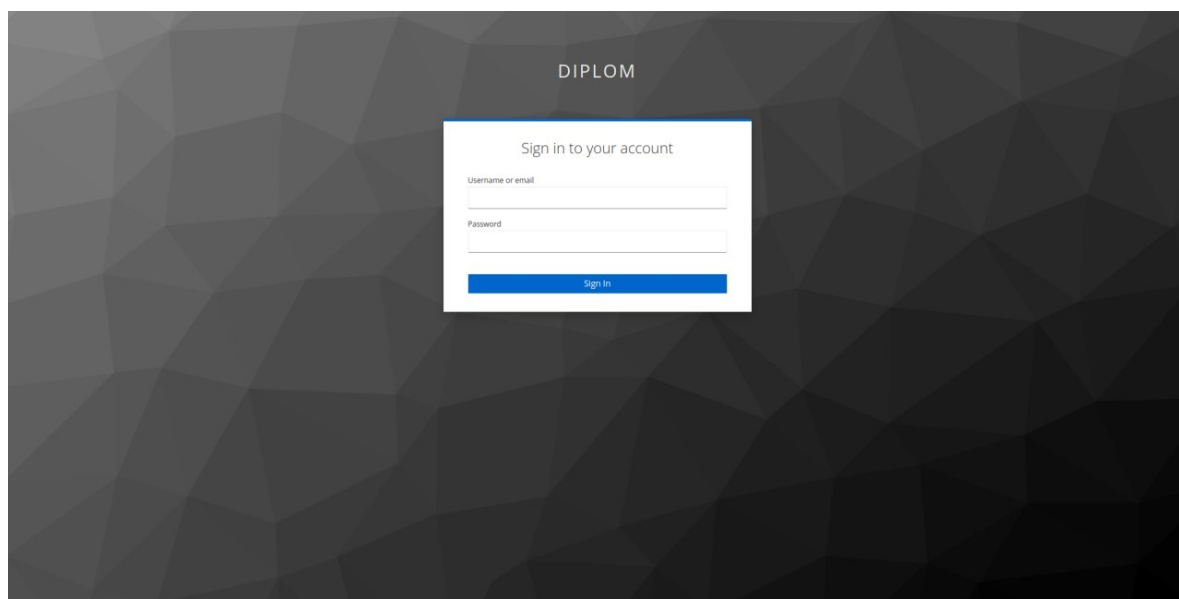 DIPLOM
Sign in to your account
Username or email
Password
Sign In